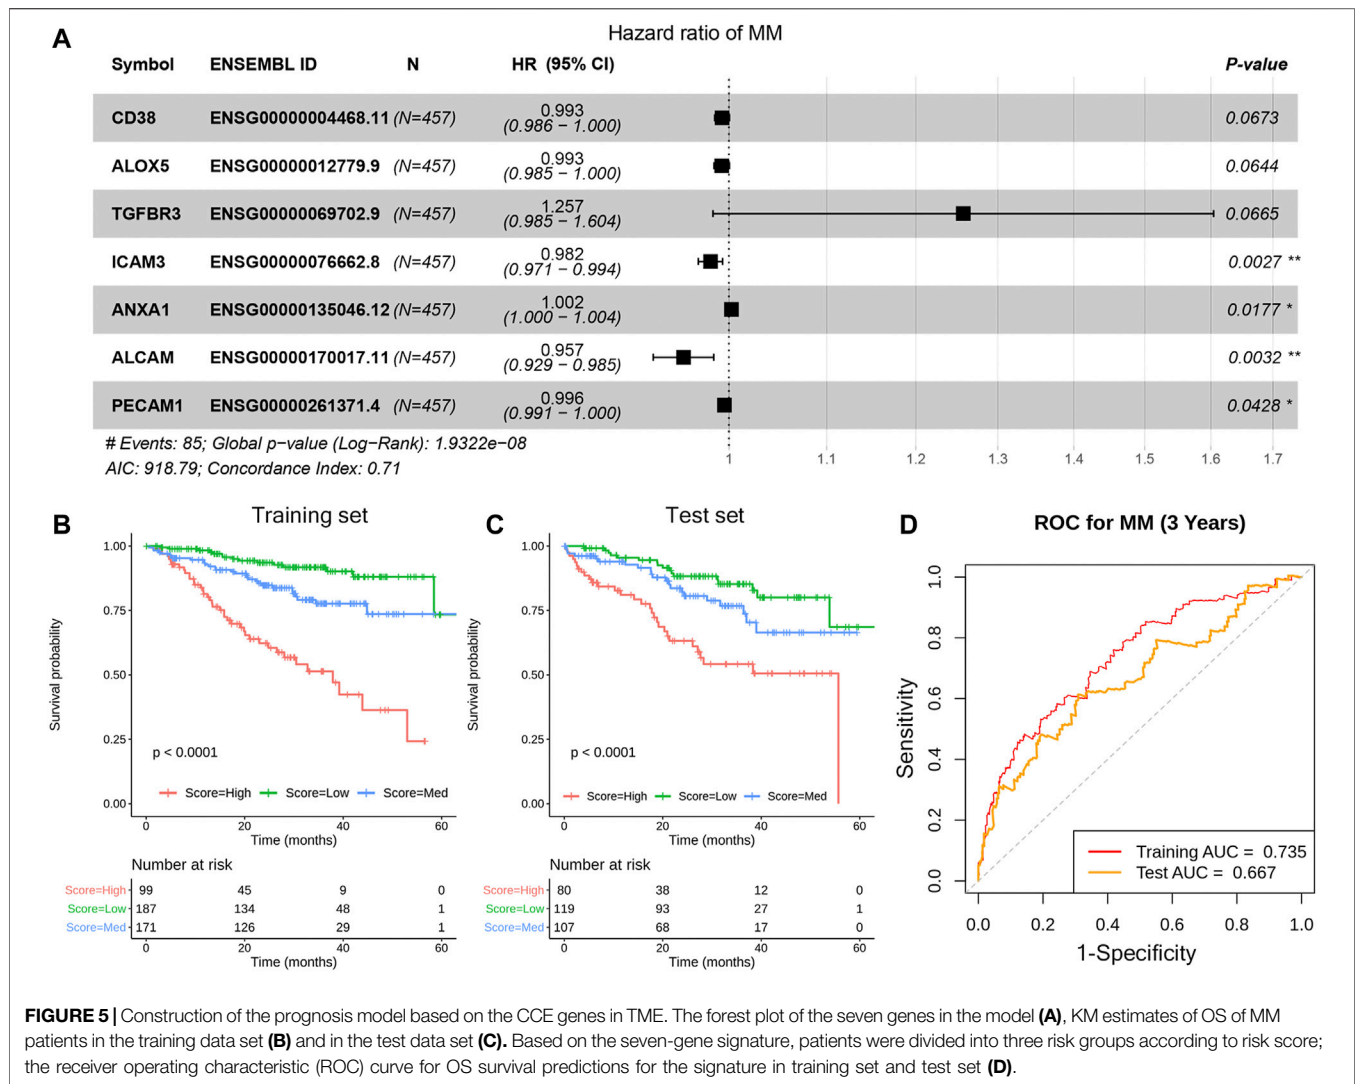 A
Hazard ratio of MM
Symbol ENSEMBL ID N HR (95% CI) P-value
CD38 ENSG00000004468.11 (N=457) 0.993 (0.986 − 1.000) 0.0673
ALOX5 ENSG00000012779.9 (N=457) 0.993 (0.985 − 1.000) 0.0644
TGFBR3 ENSG00000069702.9 (N=457) 1.257 (0.985 − 1.604) 0.0665
ICAM3 ENSG00000076662.8 (N=457) 0.982 (0.971 − 0.994) 0.0027 **
ANXA1 ENSG00000135046.12 (N=457) 1.002 (1.000 − 1.004) 0.0177 *
ALCAM ENSG00000170017.11 (N=457) 0.957 (0.929 − 0.985) 0.0032 **
PECAM1 ENSG00000261371.4 (N=457) 0.996 (0.991 − 1.000) 0.0428 *
# Events: 85; Global p−value (Log−Rank): 1.9322e−08
AIC: 918.79; Concordance Index: 0.71
1 1.1 1.2 1.3 1.4 1.5 1.6 1.7
B
Training set
Survival probability
1.00
0.75
0.50
0.25
0.00
p < 0.0001
Score=High Score=Low Score=Med
0 20 40 60
Time (months)
Number at risk
Score=High 99 45 9 0
Score=Low 187 134 48 1
Score=Med 171 126 29 1
0 20 40 60
Time (months)
C
Test set
Survival probability
1.00
0.75
0.50
0.25
0.00
p < 0.0001
Score=High Score=Low Score=Med
0 20 40 60
Time (months)
Number at risk
Score=High 80 38 12 0
Score=Low 119 93 27 1
Score=Med 107 68 17 0
0 20 40 60
Time (months)
D
ROC for MM (3 Years)
Sensitivity
1.0
0.8
0.6
0.4
0.2
0.0
Training AUC = 0.735
Test AUC = 0.667
0.0 0.2 0.4 0.6 0.8 1.0
1-Specificity
FIGURE 5 | Construction of the prognosis model based on the CCE genes in TME. The forest plot of the seven genes in the model (A), KM estimates of OS of MM
patients in the training data set (B) and in the test data set (C). Based on the seven-gene signature, patients were divided into three risk groups according to risk score;
the receiver operating characteristic (ROC) curve for OS survival predictions for the signature in training set and test set (D).